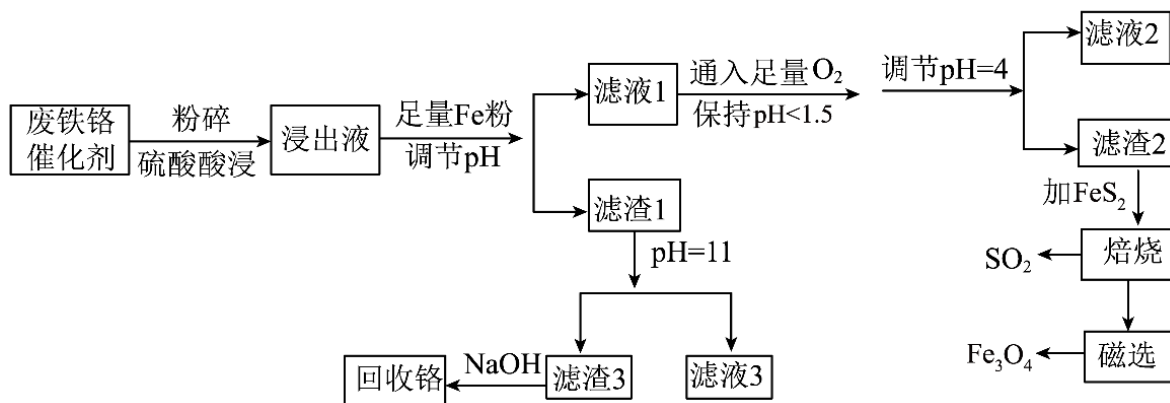 废铁铬
催化剂
粉碎
硫酸酸浸
浸出液
足量Fe粉
调节pH
滤液1
通入足量O₂
保持pH<1.5
调节pH=4
滤液2
滤渣2
滤渣1
加FeS₂
pH=11
SO₂
焙烧
Fe₃O₄
磁选
回收铬
NaOH
滤渣3
滤液3